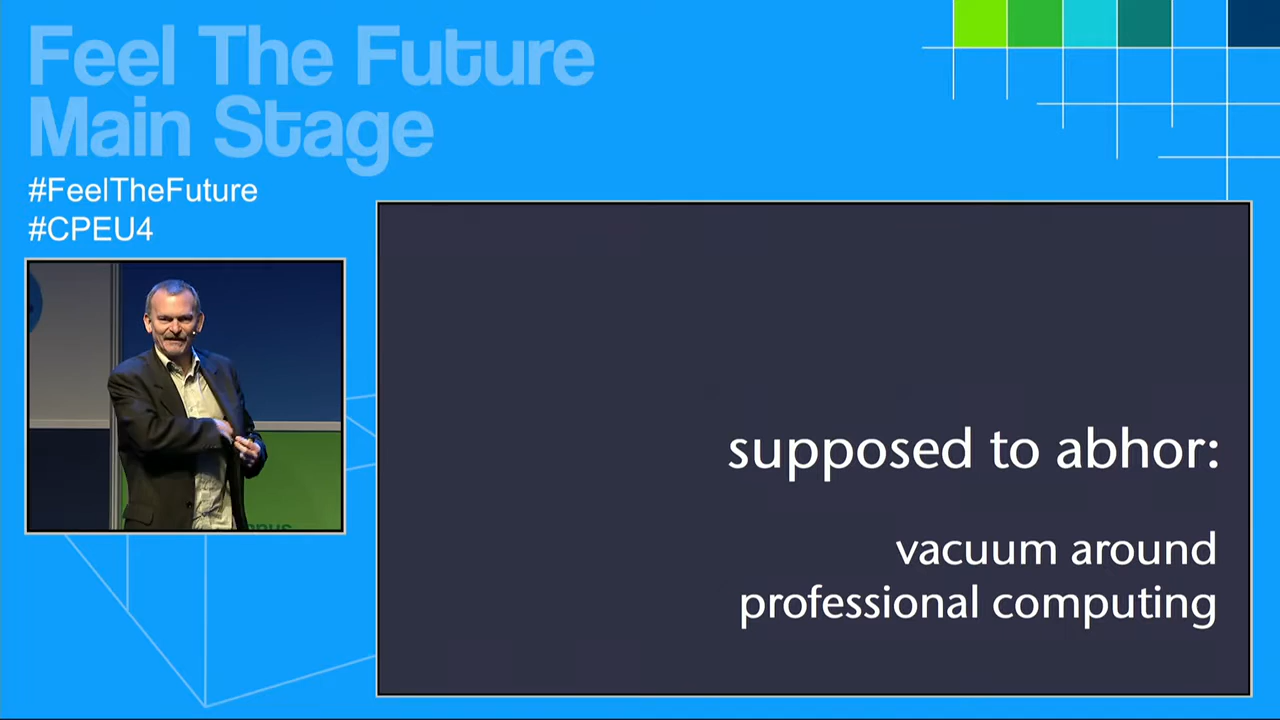 Feel The Future
Main Stage
#FeelTheFuture
#CPEU4
supposed to abhor:
vacuum around
professional computing